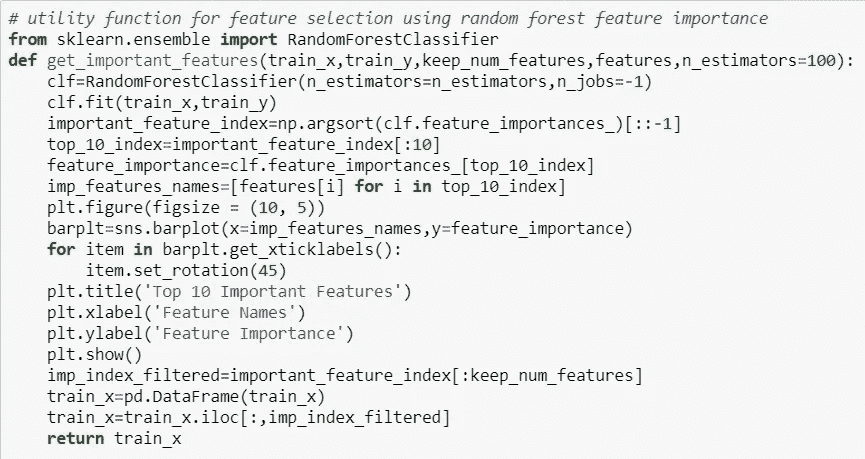 # utility function for feature selection using random forest feature importance
from sklearn.ensemble import RandomForestClassifier
def get_important_features(train_x,train_y,keep_num_features,features,n_estimators=100):
    clf=RandomForestClassifier(n_estimators=n_estimators,n_jobs=-1)
    clf.fit(train_x,train_y)
    important_feature_index=np.argsort(clf.feature_importances_)[::-1]
    top_10_index=important_feature_index[:10]
    feature_importance=clf.feature_importances_[top_10_index]
    imp_features_names=[features[i] for i in top_10_index]
    plt.figure(figsize = (10, 5))
    barplt=sns.barplot(x=imp_features_names,y=feature_importance)
    for item in barplt.get_xticklabels():
        item.set_rotation(45)
    plt.title('Top 10 Important Features')
    plt.xlabel('Feature Names')
    plt.ylabel('Feature Importance')
    plt.show()
    imp_index_filtered=important_feature_index[:keep_num_features]
    train_x=pd.DataFrame(train_x)
    train_x=train_x.iloc[:,imp_index_filtered]
    return train_x